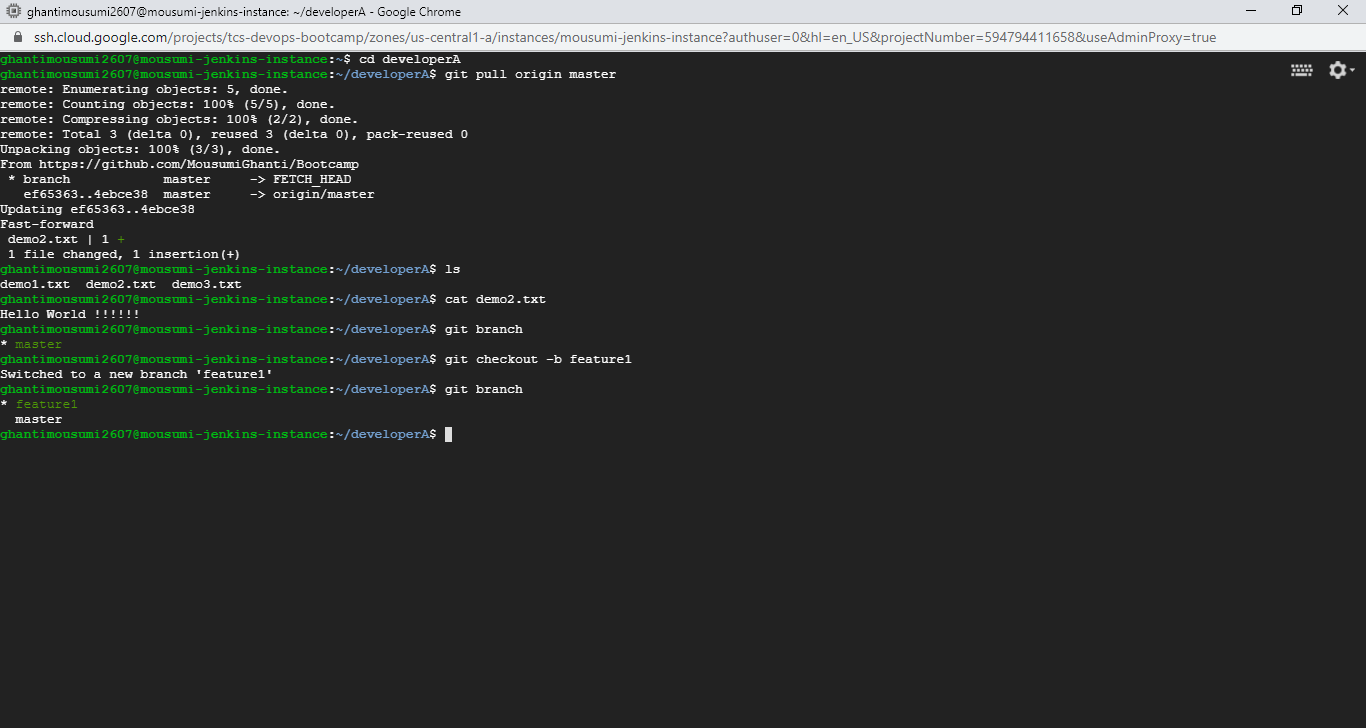 ghantimousumi2607@mousumi-jenkins-instance: ~/developerA - Google Chrome
ssh.cloud.google.com/projects/tcs-devops-bootcamp/zones/us-central1-a/instances/mousumi-jenkins-instance?authuser=0&hl=en_US&projectNumber=594794411658&useAdminProxy=true
ghantimousumi2607@mousumi-jenkins-instance:~$ cd developerA
ghantimousumi2607@mousumi-jenkins-instance:~/developerA$ git pull origin master
remote: Enumerating objects: 5, done.
remote: Counting objects: 100% (5/5), done.
remote: Compressing objects: 100% (2/2), done.
remote: Total 3 (delta 0), reused 3 (delta 0), pack-reused 0
Unpacking objects: 100% (3/3), done.
From https://github.com/MousumiGhanti/Bootcamp
 * branch            master     -> FETCH_HEAD
   ef65363..4ebce38  master     -> origin/master
Updating ef65363..4ebce38
Fast-forward
 demo2.txt | 1 +
 1 file changed, 1 insertion(+)
ghantimousumi2607@mousumi-jenkins-instance:~/developerA$ ls
demo1.txt  demo2.txt  demo3.txt
ghantimousumi2607@mousumi-jenkins-instance:~/developerA$ cat demo2.txt
Hello World !!!!!!
ghantimousumi2607@mousumi-jenkins-instance:~/developerA$ git branch
* master
ghantimousumi2607@mousumi-jenkins-instance:~/developerA$ git checkout -b feature1
Switched to a new branch 'feature1'
ghantimousumi2607@mousumi-jenkins-instance:~/developerA$ git branch
* feature1
  master
ghantimousumi2607@mousumi-jenkins-instance:~/developerA$